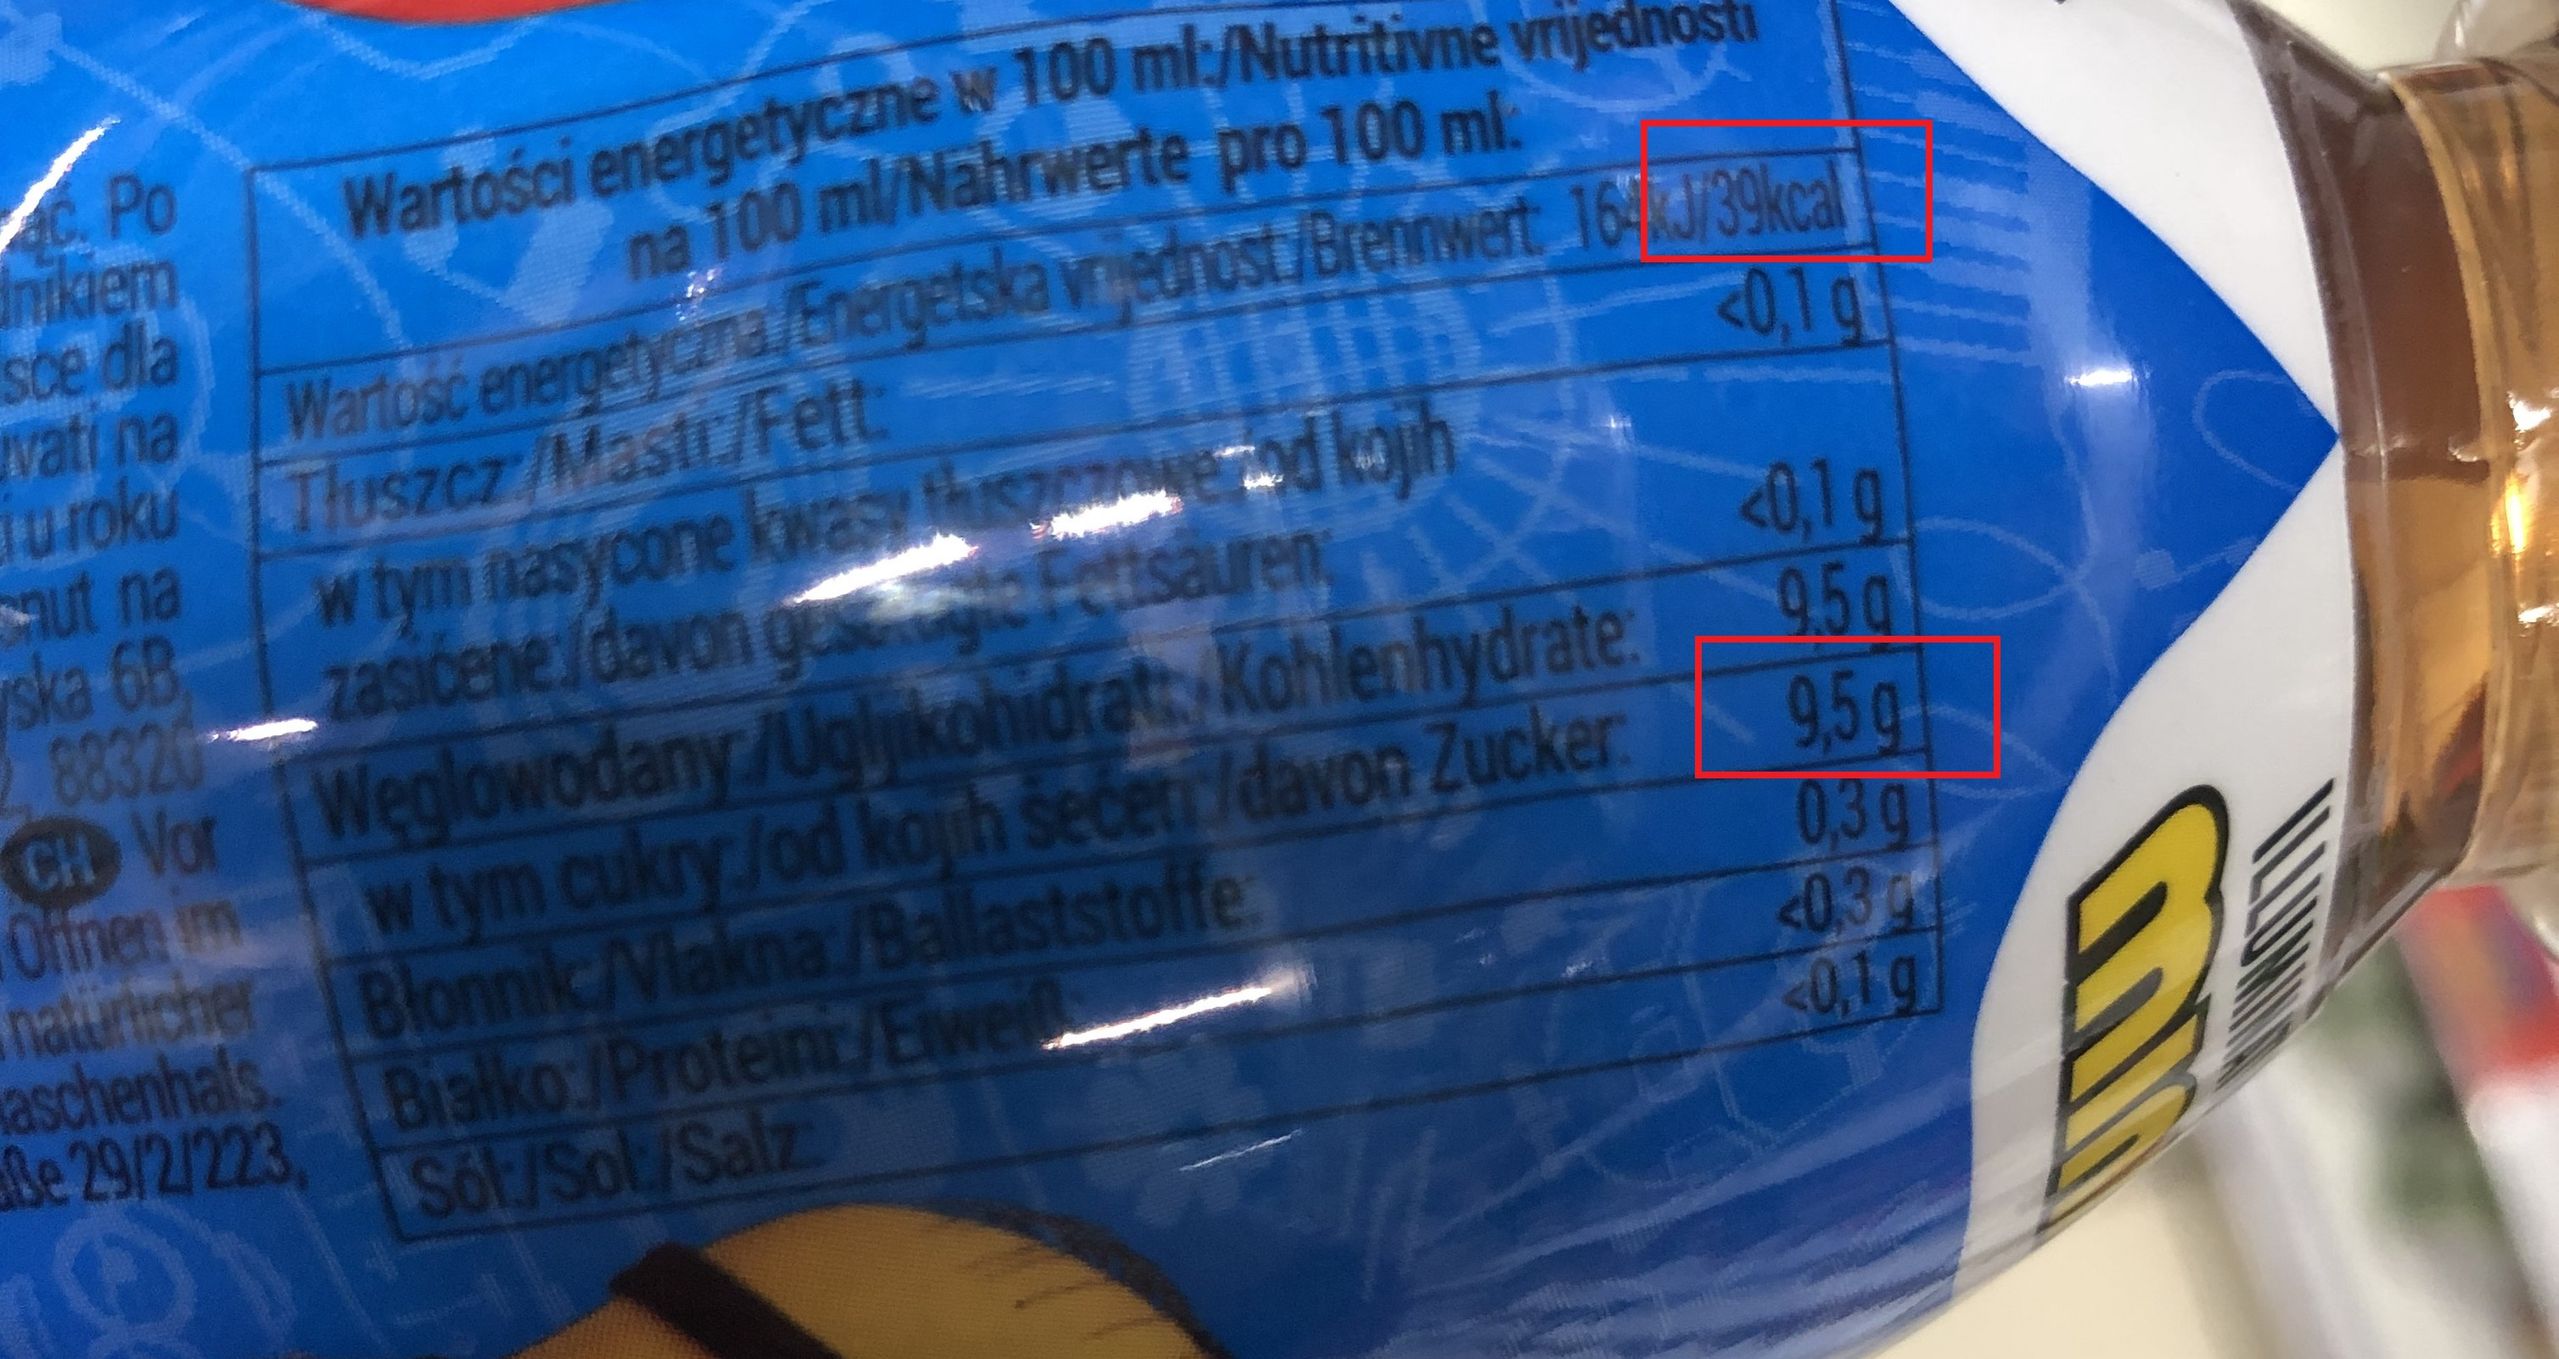 ąc. Po
dnikiem
sce dla
uvati na
i u roku
onut na
yska 6B,
88320
CH Vor
Öffnen im
natürlicher
laschenhals.
aße 29/2/223,
Wartości energetyczne w 100 ml:/Nutritivne vrijednosti
na 100 ml/Nährwerte pro 100 ml:
Wartość energetyczna:/Energetska vrijednost:/Brennwert: 164kJ/39kcal
Tłuszcz:/Masti:/Fett: <0,1 g
w tym nasycone kwasy tłuszczowe:/od kojih
zasićene:/davon gesättigte Fettsäuren: <0,1 g
Węglowodany:/Ugljikohidrati:/Kohlenhydrate: 9,5 g
w tym cukry:/od kojih šećeri:/davon Zucker: 9,5 g
Błonnik:/Vlakna:/Ballaststoffe: 0,3 g
Białko:/Proteini:/Eiweiß: <0,3 g
Sól:/Sol:/Salz: <0,1 g